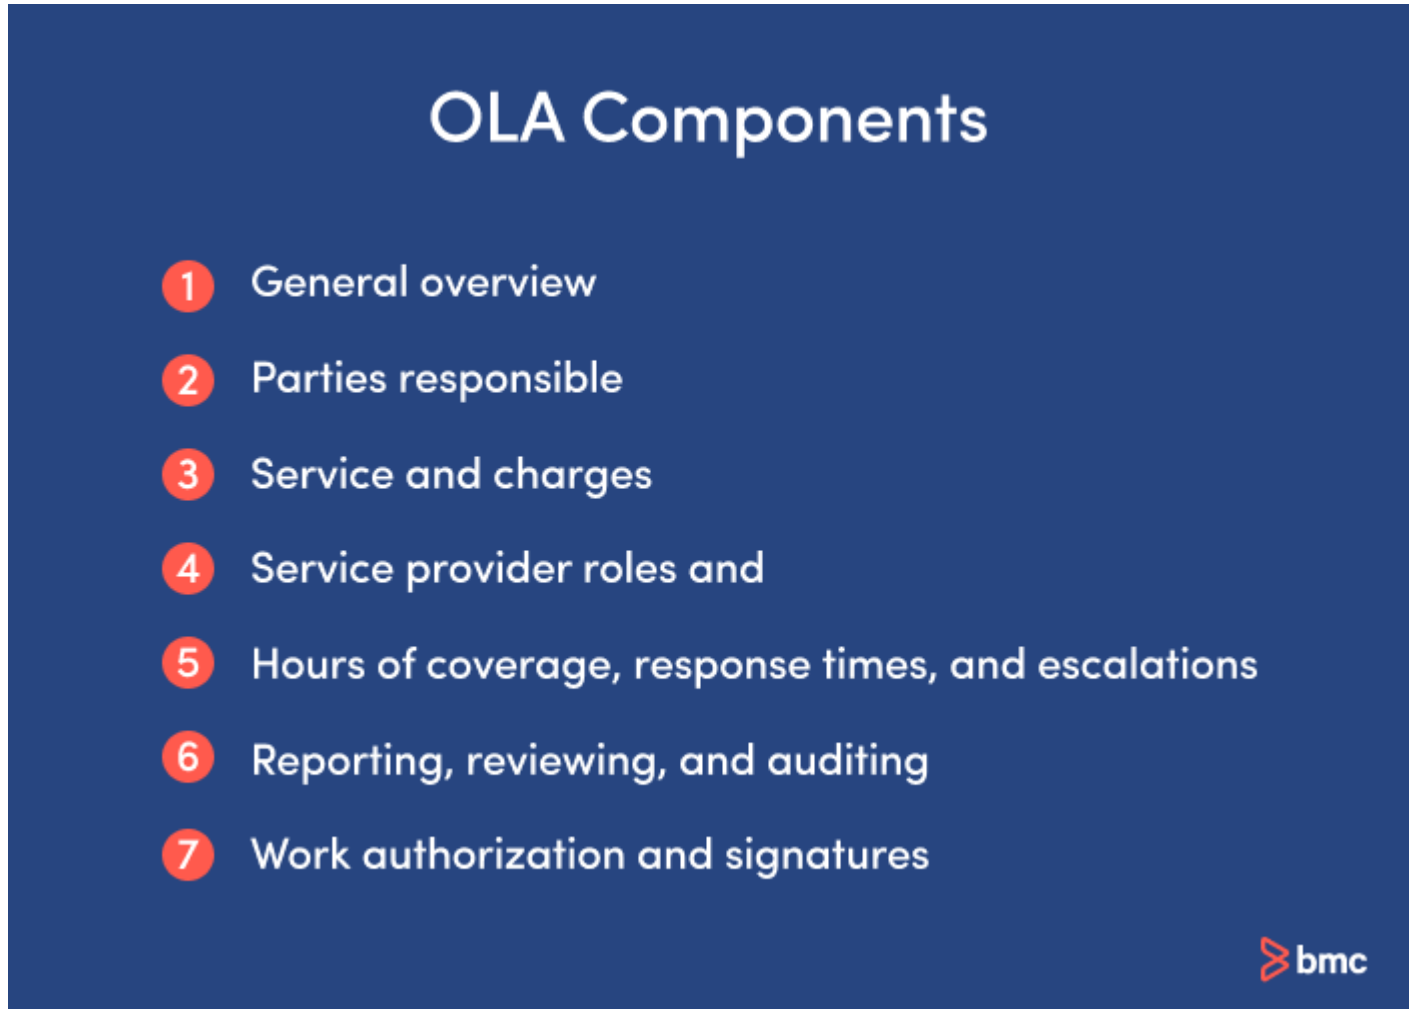 OLA Components
1 General overview
2 Parties responsible
3 Service and charges
4 Service provider roles and
5 Hours of coverage, response times, and escalations
6 Reporting, reviewing, and auditing
7 Work authorization and signatures
bmc